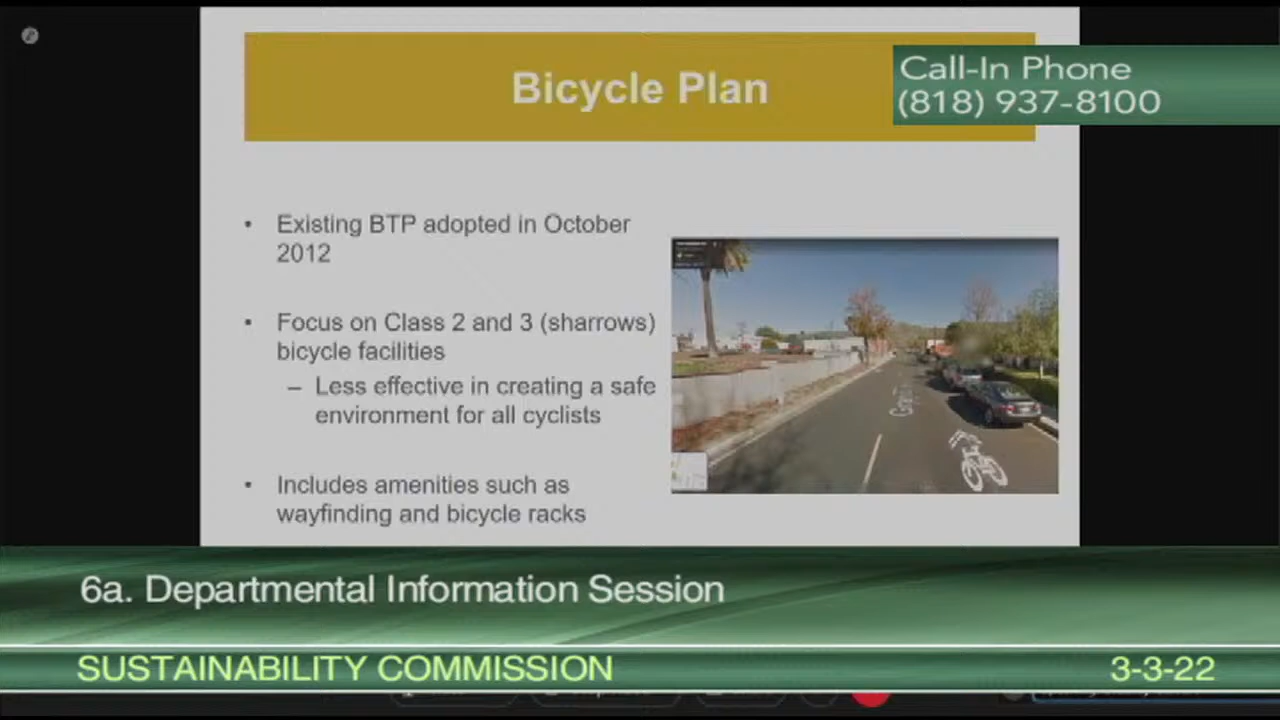 Bicycle Plan
Call-In Phone
(818) 937-8100
• Existing BTP adopted in October
2012
• Focus on Class 2 and 3 (sharrows)
bicycle facilities
– Less effective in creating a safe
environment for all cyclists
• Includes amenities such as
wayfinding and bicycle racks
6a. Departmental Information Session
SUSTAINABILITY COMMISSION
3-3-22